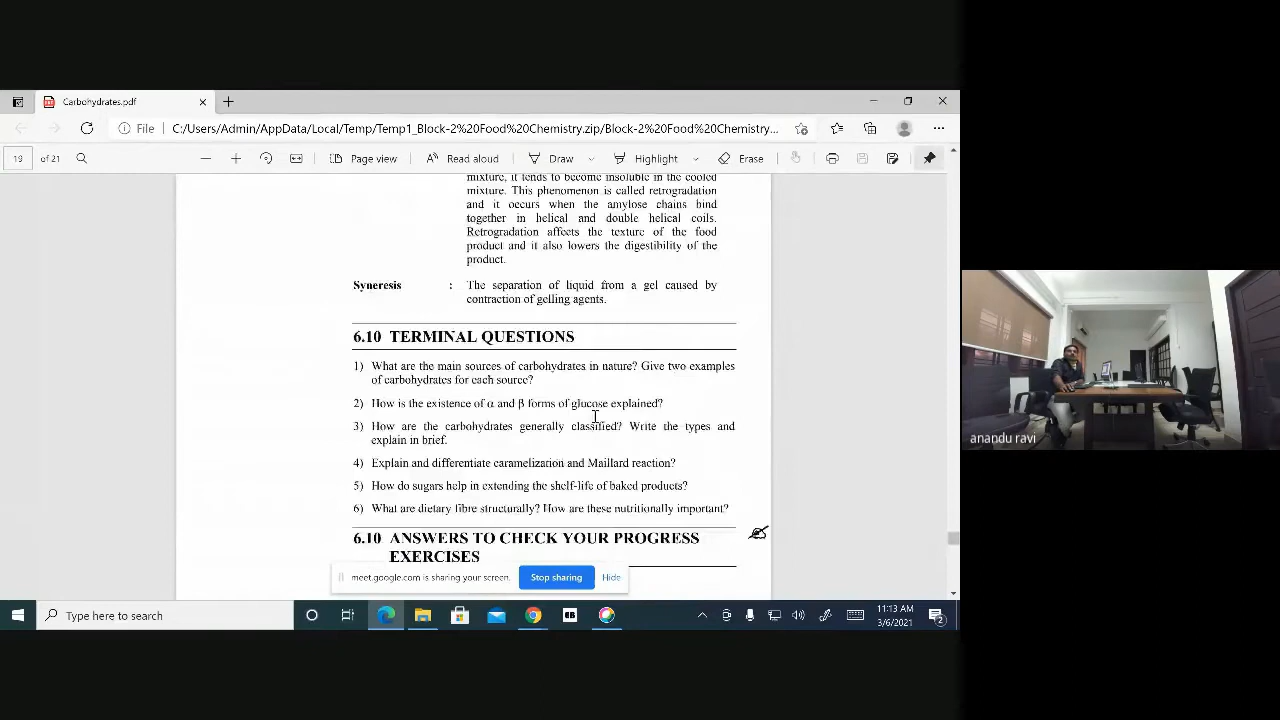 Carbohydrates.pdf
File C:/Users/Admin/AppData/Local/Temp/Temp1_Block-2%20Food%20Chemistry.zip/Block-2%20Food%20Chemistry...
19 of 21 Page view Read aloud Draw Highlight Erase
mixture, it tends to become insoluble in the cooled
mixture. This phenomenon is called retrogradation
and it occurs when the amylose chains bind
together in helical and double helical coils.
Retrogradation affects the texture of the food
product and it also lowers the digestibility of the
product.
Syneresis : The separation of liquid from a gel caused by
contraction of gelling agents.
6.10 TERMINAL QUESTIONS
1) What are the main sources of carbohydrates in nature? Give two examples
of carbohydrates for each source?
2) How is the existence of α and β forms of glucose explained?
3) How are the carbohydrates generally classified? Write the types and
explain in brief.
4) Explain and differentiate caramelization and Maillard reaction?
5) How do sugars help in extending the shelf-life of baked products?
6) What are dietary fibre structurally? How are these nutritionally important?
6.10 ANSWERS TO CHECK YOUR PROGRESS
EXERCISES
meet.google.com is sharing your screen. Stop sharing Hide
anandu ravi
Type here to search
11:13 AM
3/6/2021
2